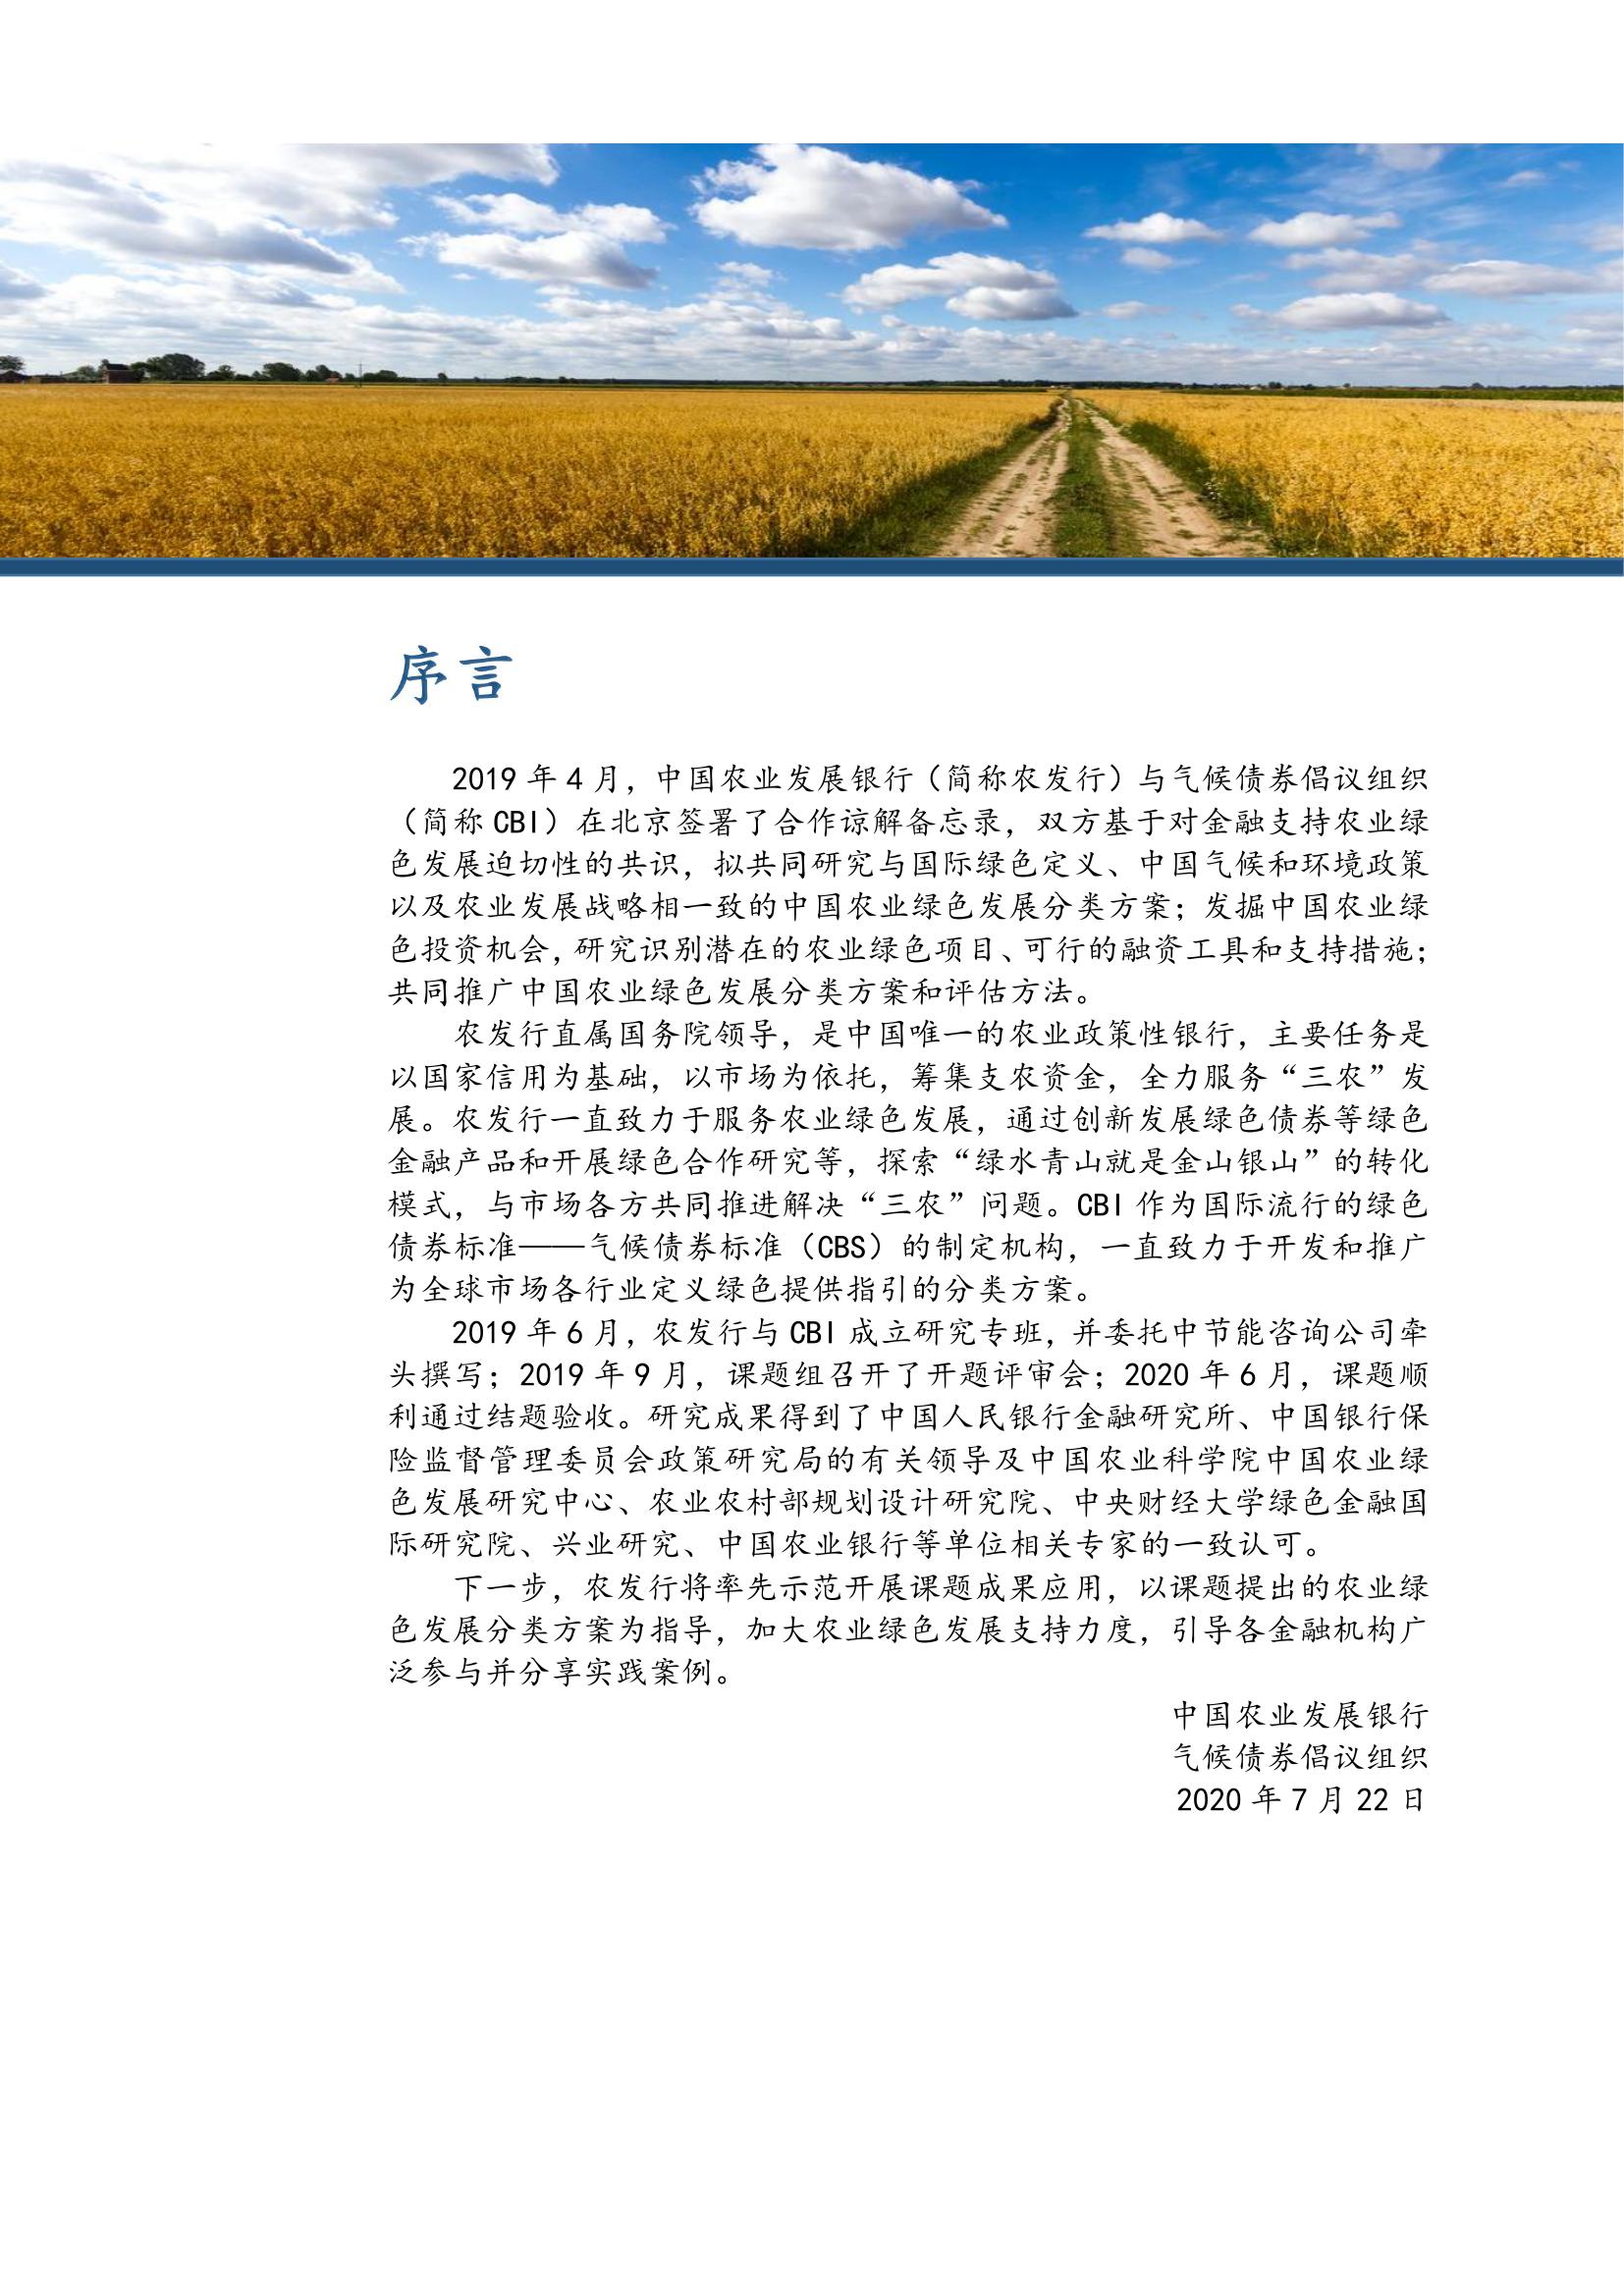 序言
2019 年 4 月，中国农业发展银行（简称农发行）与气候债券倡议组织
（简称 CBI）在北京签署了合作谅解备忘录，双方基于对金融支持农业绿
色发展迫切性的共识，拟共同研究与国际绿色定义、中国气候和环境政策
以及农业发展战略相一致的中国农业绿色发展分类方案；发掘中国农业绿
色投资机会，研究识别潜在的农业绿色项目、可行的融资工具和支持措施；
共同推广中国农业绿色发展分类方案和评估方法。
农发行直属国务院领导，是中国唯一的农业政策性银行，主要任务是
以国家信用为基础，以市场为依托，筹集支农资金，全力服务“三农”发
展。农发行一直致力于服务农业绿色发展，通过创新发展绿色债券等绿色
金融产品和开展绿色合作研究等，探索“绿水青山就是金山银山”的转化
模式，与市场各方共同推进解决“三农”问题。CBI 作为国际流行的绿色
债券标准——气候债券标准（CBS）的制定机构，一直致力于开发和推广
为全球市场各行业定义绿色提供指引的分类方案。
2019 年 6 月，农发行与 CBI 成立研究专班，并委托中节能咨询公司牵
头撰写；2019 年 9 月，课题组召开了开题评审会；2020 年 6 月，课题顺
利通过结题验收。研究成果得到了中国人民银行金融研究所、中国银行保
险监督管理委员会政策研究局的有关领导及中国农业科学院中国农业绿
色发展研究中心、农业农村部规划设计研究院、中央财经大学绿色金融国
际研究院、兴业研究、中国农业银行等单位相关专家的一致认可。
下一步，农发行将率先示范开展课题成果应用，以课题提出的农业绿
色发展分类方案为指导，加大农业绿色发展支持力度，引导各金融机构广
泛参与并分享实践案例。
中国农业发展银行
气候债券倡议组织
2020 年 7 月 22 日